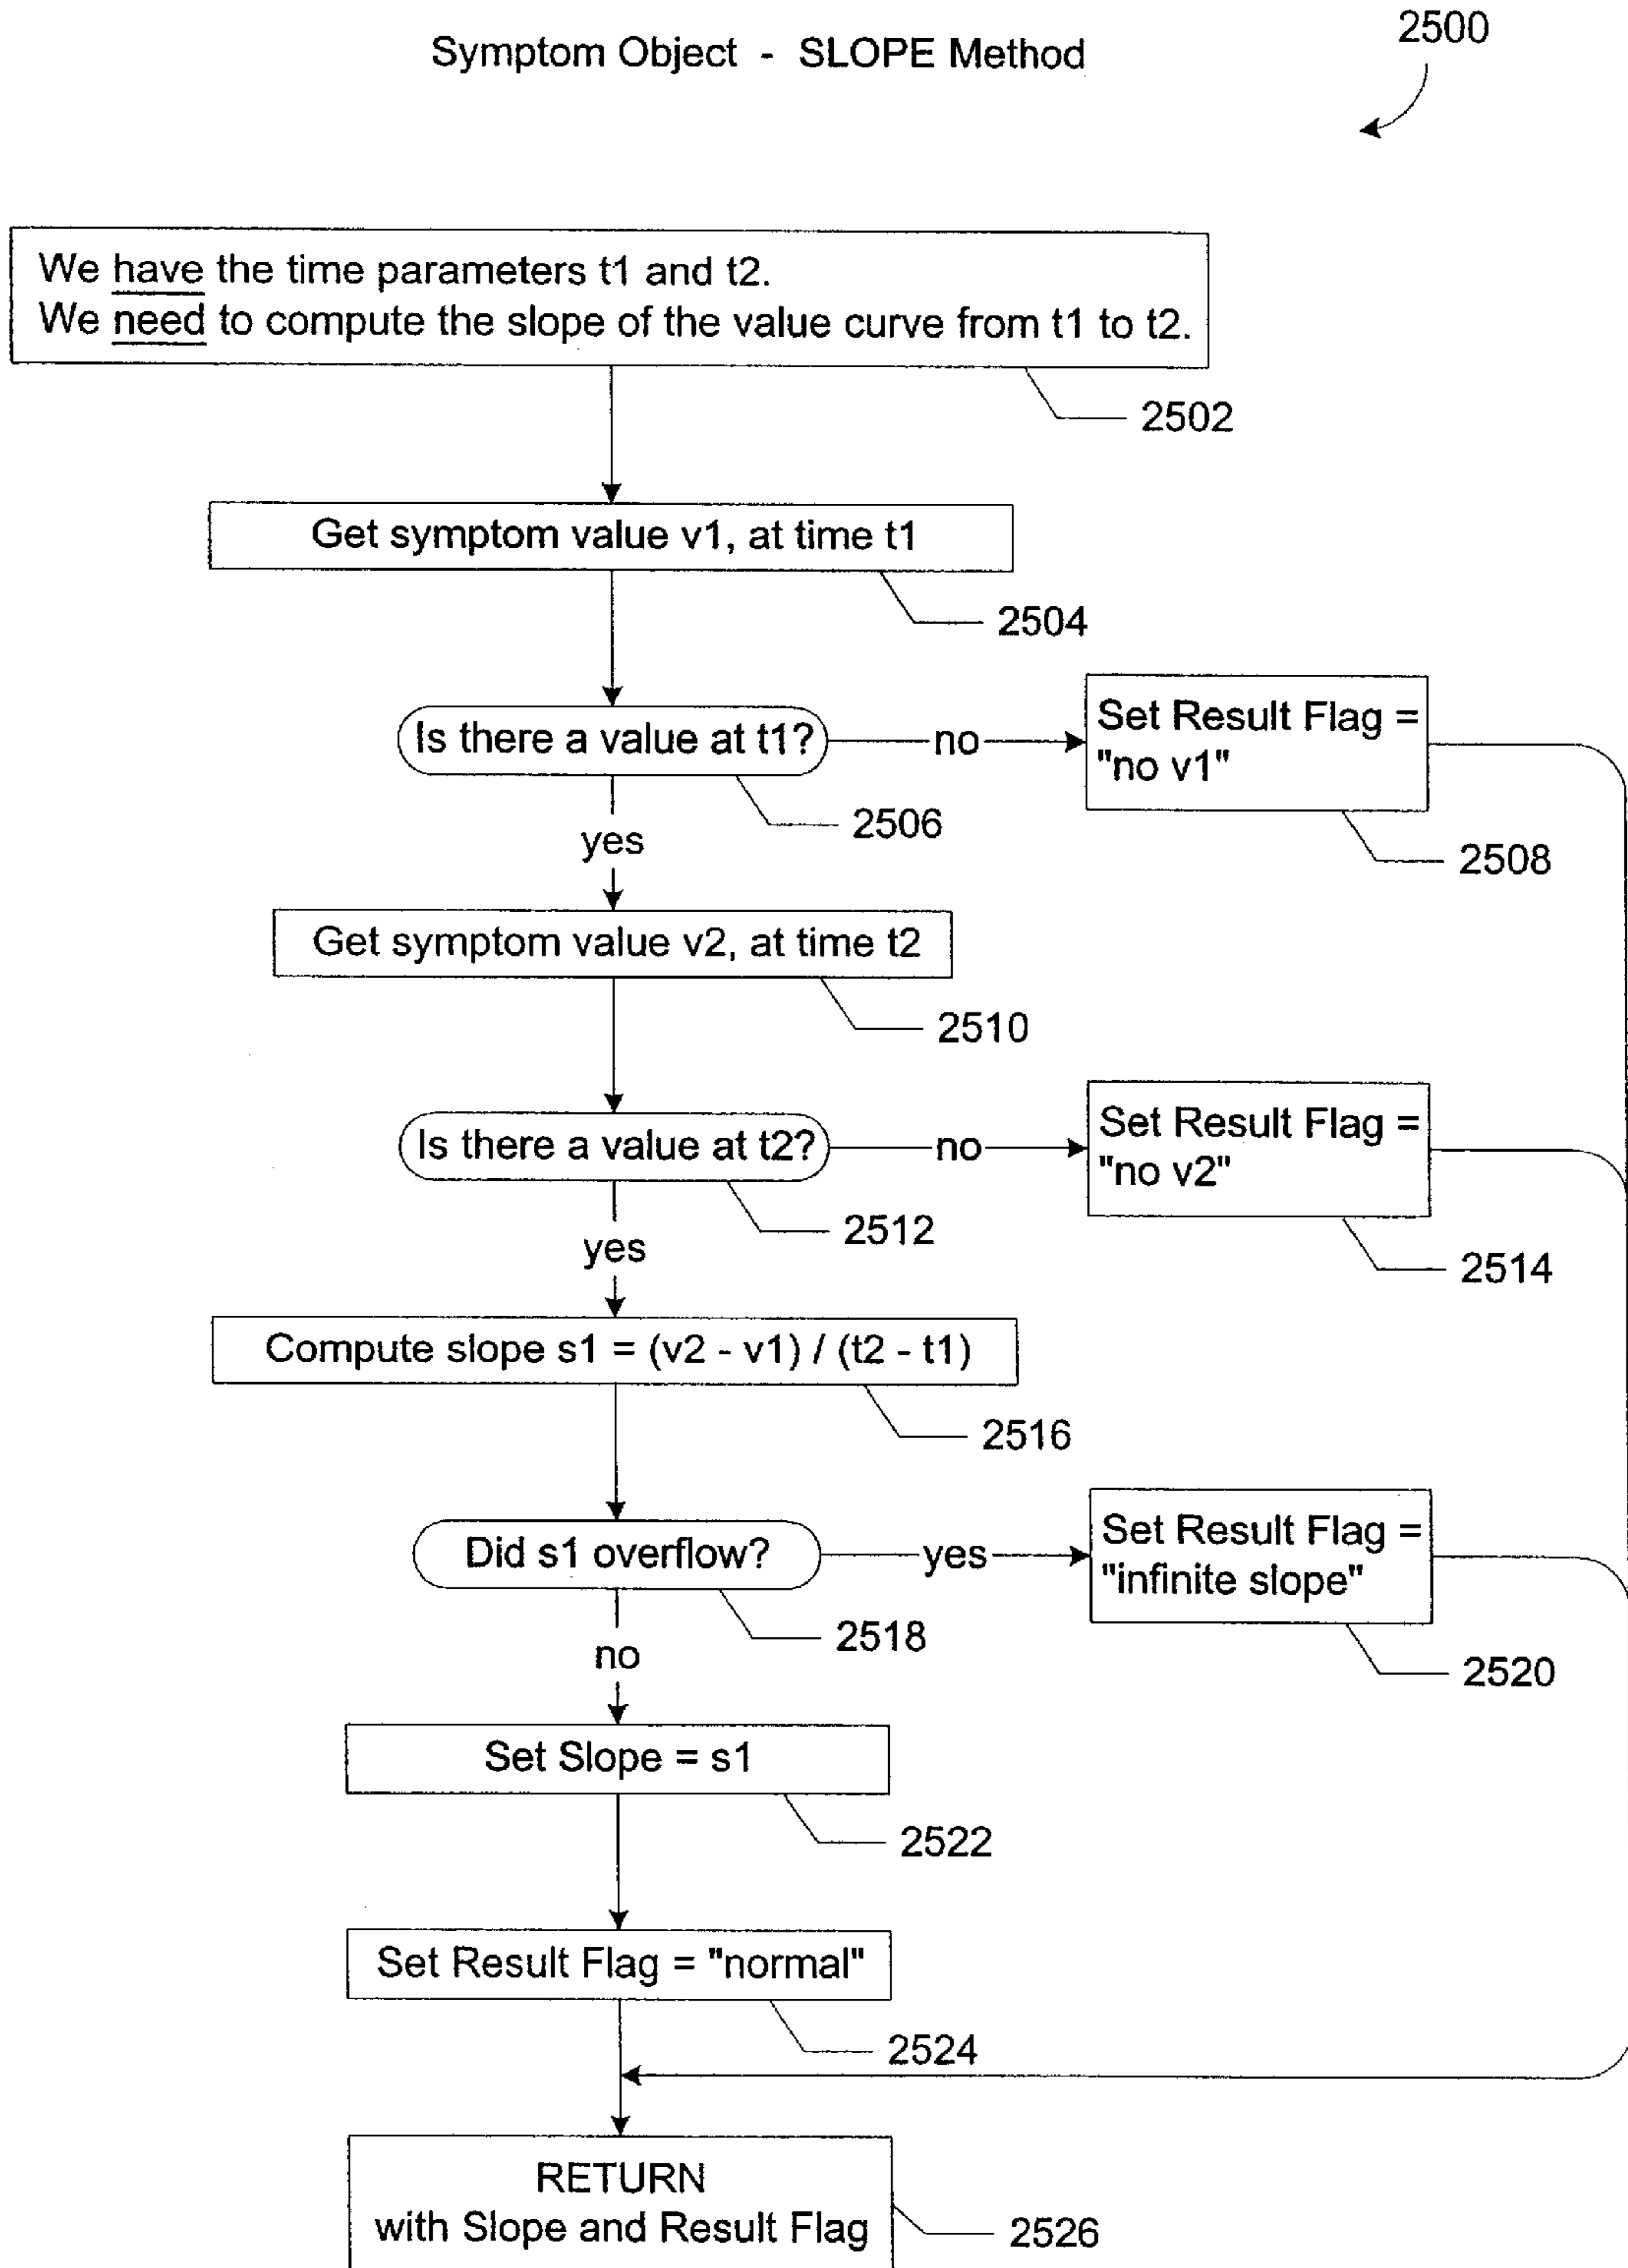 Symptom Object - SLOPE Method
2500
We have the time parameters t1 and t2.
We need to compute the slope of the value curve from t1 to t2.
2502
Get symptom value v1, at time t1
2504
Is there a value at t1?
no
Set Result Flag =
"no v1"
2506
2508
yes
Get symptom value v2, at time t2
2510
Is there a value at t2?
no
Set Result Flag =
"no v2"
2512
2514
yes
Compute slope s1 = (v2 - v1) / (t2 - t1)
2516
Did s1 overflow?
yes
Set Result Flag =
"infinite slope"
2518
2520
no
Set Slope = s1
2522
Set Result Flag = "normal"
2524
RETURN
with Slope and Result Flag
2526